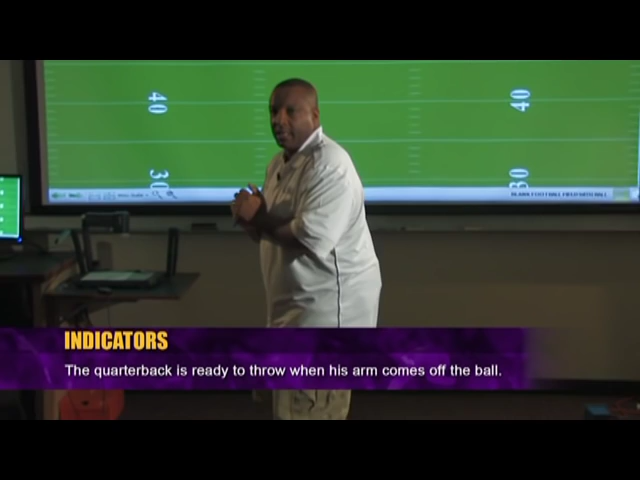 40
40
30
30
INDICATORS
The quarterback is ready to throw when his arm comes off the ball.